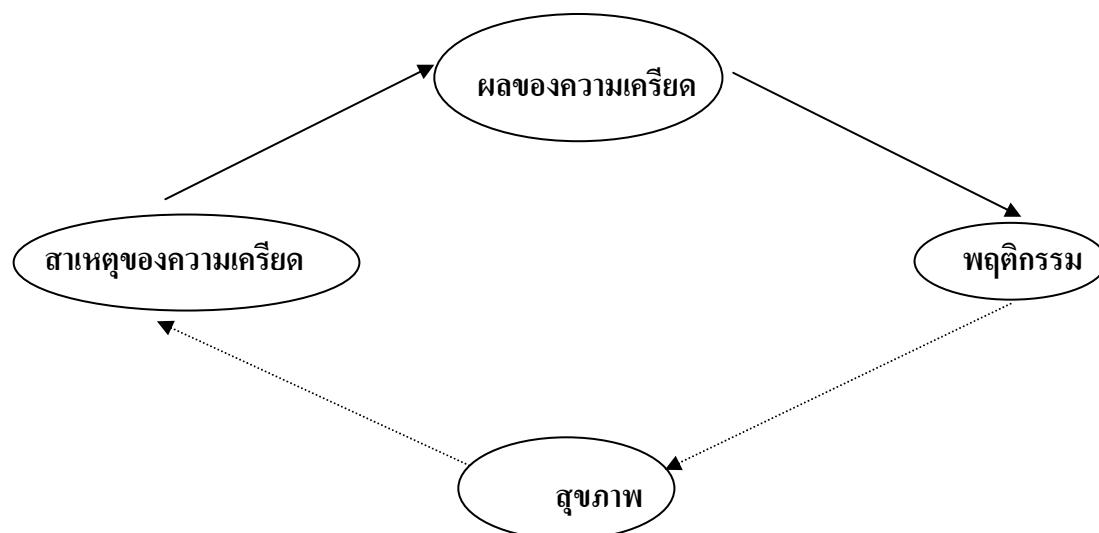 ผลของความเครียด
สาเหตุของความเครียด
พฤติกรรม
สุขภาพ